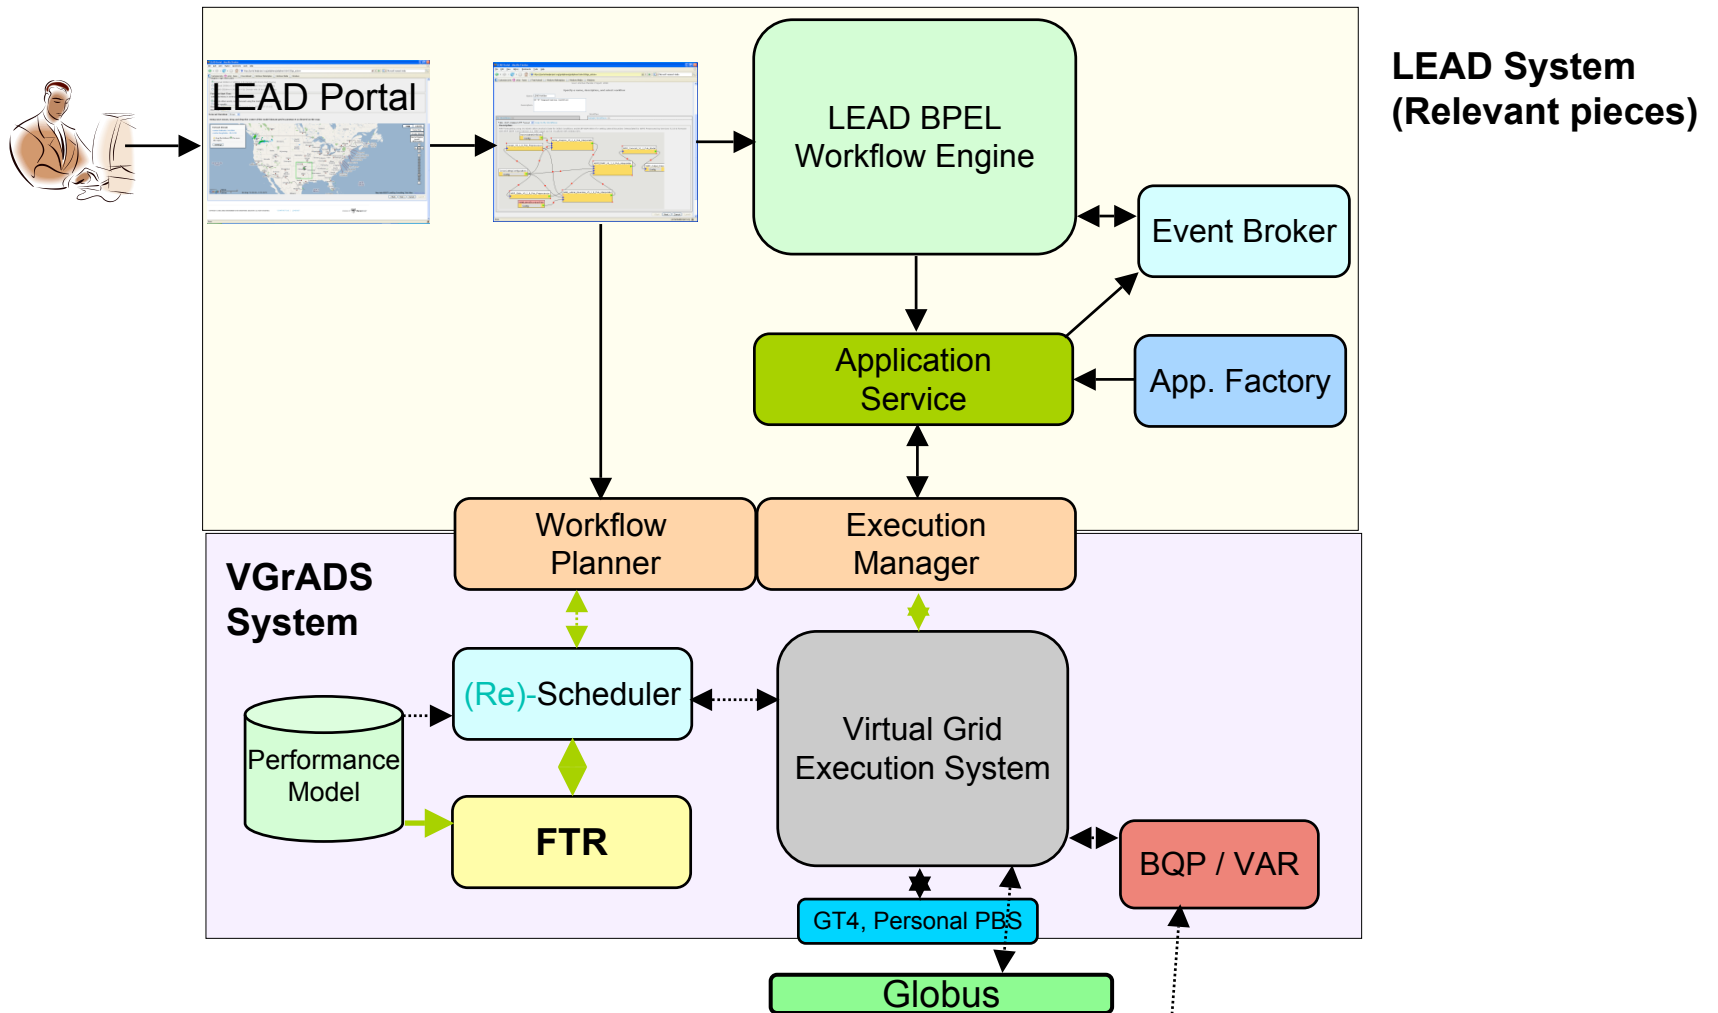 LEAD System
(Relevant pieces)
LEAD Portal
LEAD BPEL
Workflow Engine
Event Broker
Application
Service
App. Factory
Workflow
Planner
Execution
Manager
VGrADS
System
(Re)-Scheduler
Virtual Grid
Execution System
Performance
Model
FTR
BQP / VAR
GT4, Personal PBS
Globus